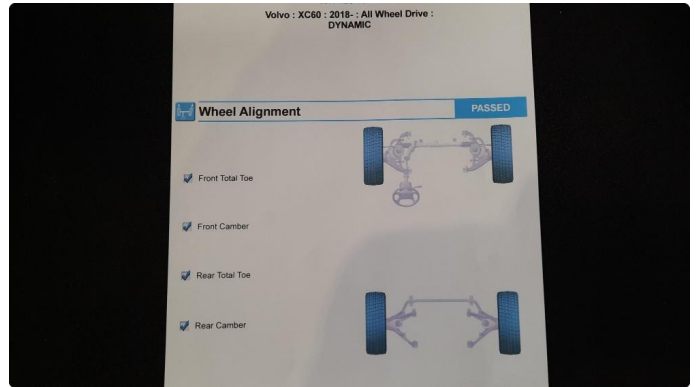 Volvo : XC60 : 2018- : All Wheel Drive :
DYNAMIC
Wheel Alignment
PASSED
Front Total Toe
Front Camber
Rear Total Toe
Rear Camber